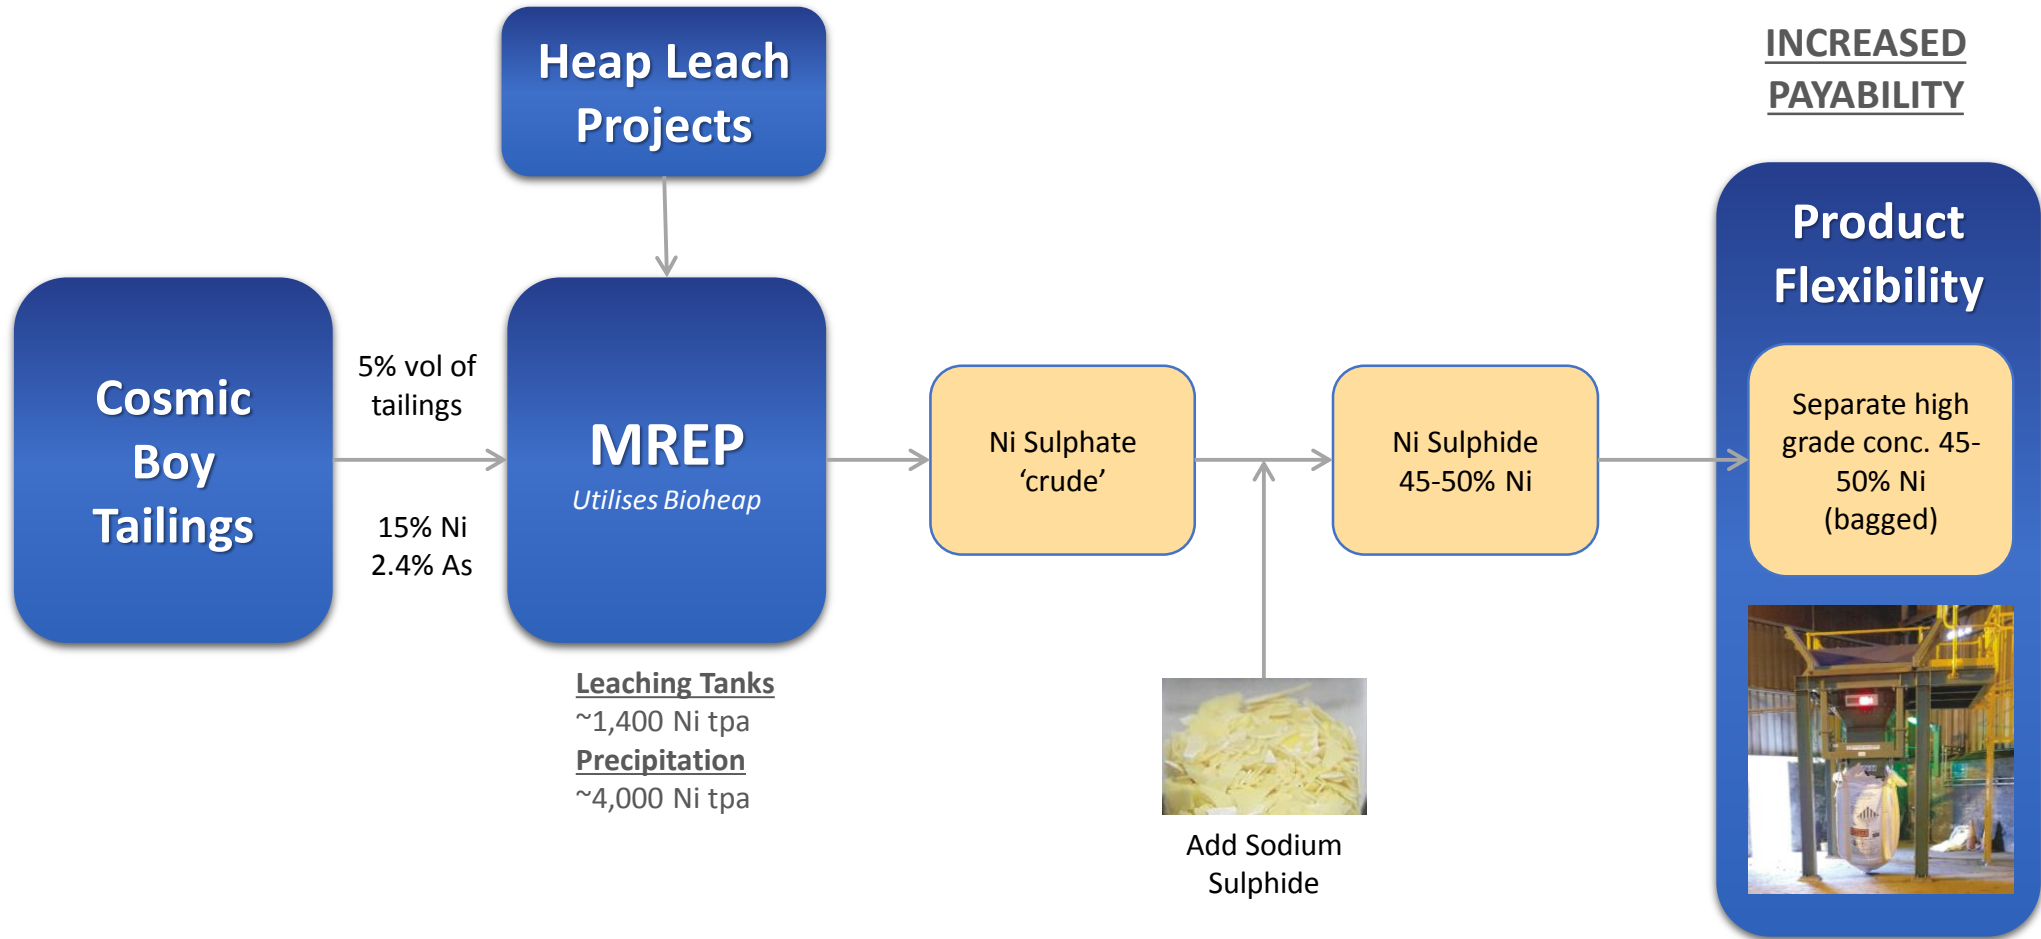 Heap Leach
Projects
INCREASED
PAYABILITY
Cosmic
Boy
Tailings
5% vol of
tailings
15% Ni
2.4% As
MREP
Utilises Bioheap
Leaching Tanks
~1,400 Ni tpa
Precipitation
~4,000 Ni tpa
Ni Sulphate
‘crude’
Add Sodium
Sulphide
Ni Sulphide
45-50% Ni
Product
Flexibility
Separate high
grade conc. 45-
50% Ni
(bagged)